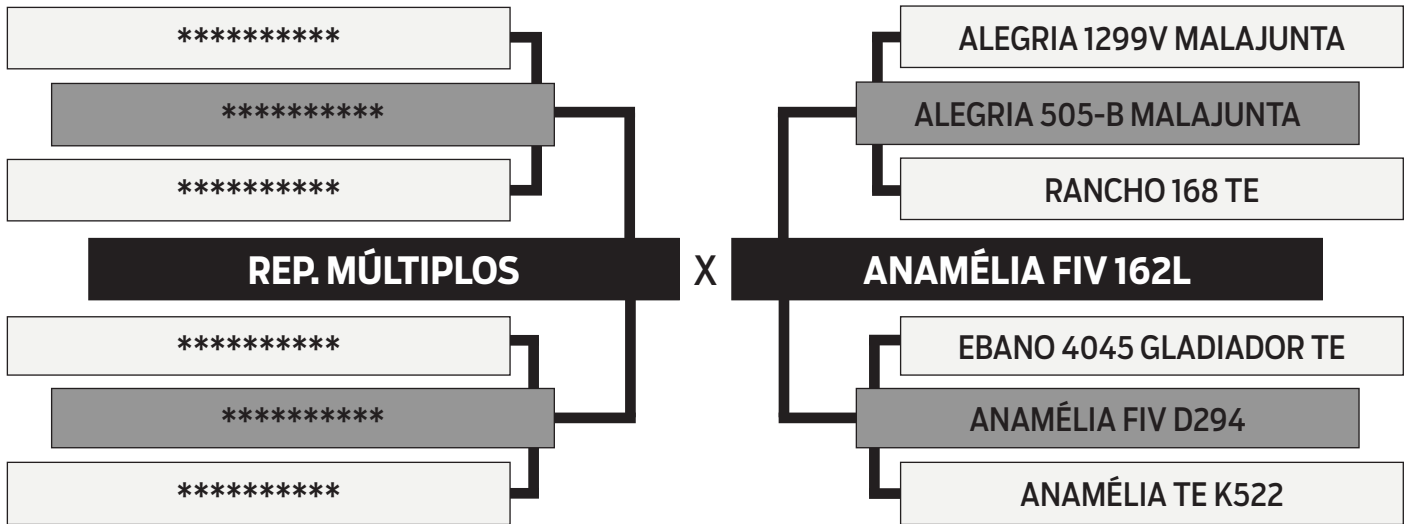 **********
**********
**********
REP. MÚLTIPLOS
**********
**********
**********
X
ALEGRIA 1299V MALAJUNTA
ALEGRIA 505-B MALAJUNTA
RANCHO 168 TE
ANAMÉLIA FIV 162L
EBANO 4045 GLADIADOR TE
ANAMÉLIA FIV D294
ANAMÉLIA TE K522